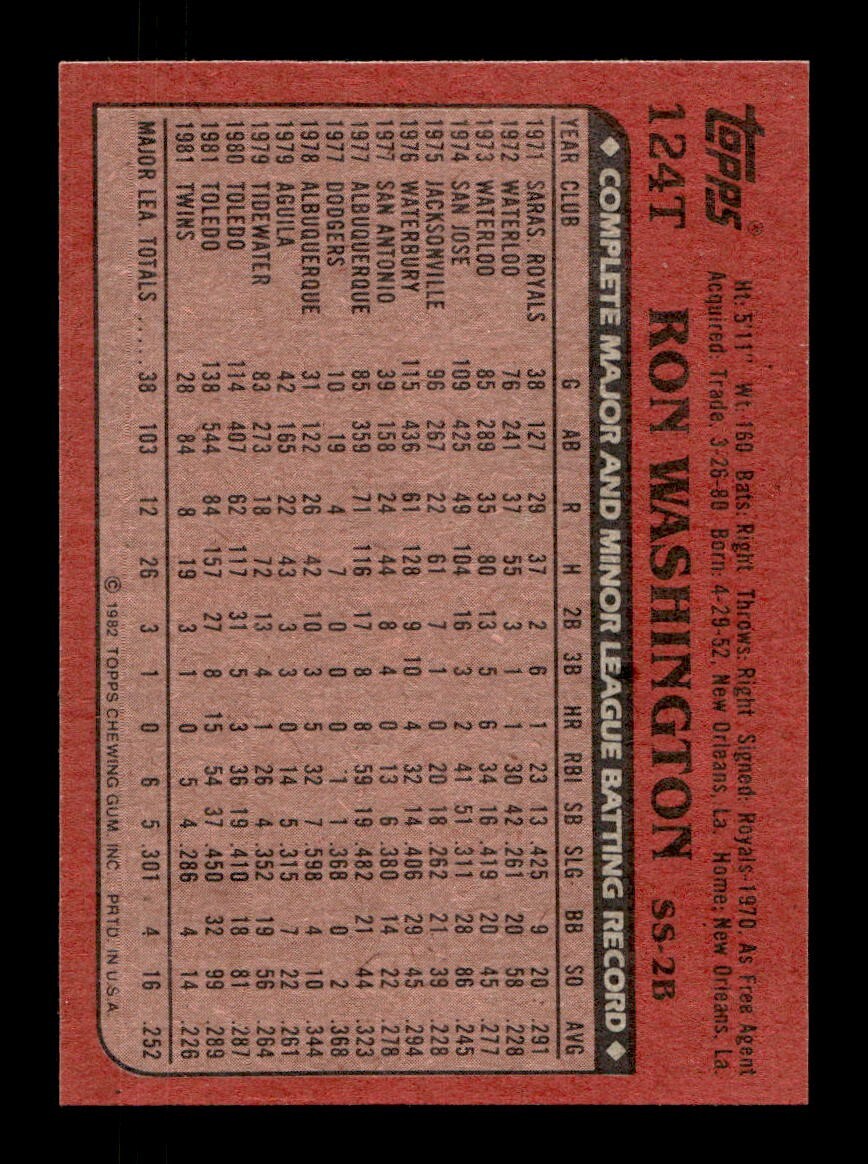 Topps®
Ht: 5'11" Wt: 160 Bats: Right Throws: Right Signed: Royals-1970. As Free Agent
Acquired: Trade, 3-26-80 Born: 4-29-52, New Orleans, La. Home: New Orleans, La.
124T RON WASHINGTON SS-2B
◆ COMPLETE MAJOR AND MINOR LEAGUE BATTING RECORD ◆
YEAR CLUB G AB R H 2B 3B HR RBI SB SLG BB SO AVG
1971 SARAS. ROYALS 38 127 29 37 2 6 1 23 13 .425 9 20 .291
1972 WATERLOO 76 241 37 55 3 1 1 30 42 .261 20 58 .228
1973 WATERLOO 85 289 35 80 13 5 6 34 16 .419 20 45 .277
1974 SAN JOSE 109 425 49 104 16 3 2 41 51 .311 28 86 .245
1975 JACKSONVILLE 96 267 22 61 7 1 0 20 18 .262 21 39 .228
1976 WATERBURY 115 436 61 128 9 10 4 32 14 .406 29 45 .294
1977 SAN ANTONIO 39 158 24 44 8 4 0 13 6 .380 14 22 .278
1977 ALBUQUERQUE 85 359 71 116 17 8 8 59 19 .482 21 44 .323
1977 DODGERS 10 19 4 7 0 0 0 1 1 .368 0 2 .368
1978 ALBUQUERQUE 31 122 26 42 10 3 5 32 7 .598 4 10 .344
1979 AGUILA 42 165 22 43 3 3 0 14 5 .315 7 22 .261
1979 TIDEWATER 83 273 18 72 13 4 1 26 4 .352 19 56 .264
1980 TOLEDO 114 407 62 117 31 5 3 36 19 .410 18 81 .287
1981 TOLEDO 138 544 84 157 27 8 15 54 37 .450 32 99 .289
1981 TWINS 28 84 8 19 3 1 0 5 4 .286 4 14 .226
MAJOR LEA. TOTALS ..... 38 103 12 26 3 1 0 6 5 .301 4 16 .252
© 1982 TOPPS CHEWING GUM, INC. PRTD. IN U.S.A.